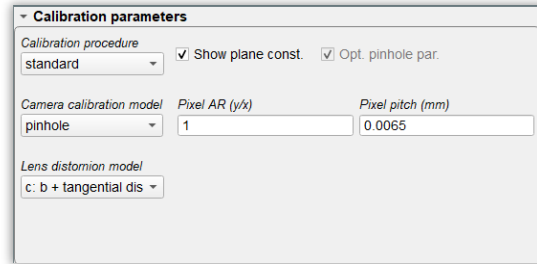 Calibration parameters
Calibration procedure
standard
Show plane const.
Opt. pinhole par.
Camera calibration model
Pixel AR (y/x)
Pixel pitch (mm)
pinhole
1
0.0065
Lens distornion model
c: b + tangential dis